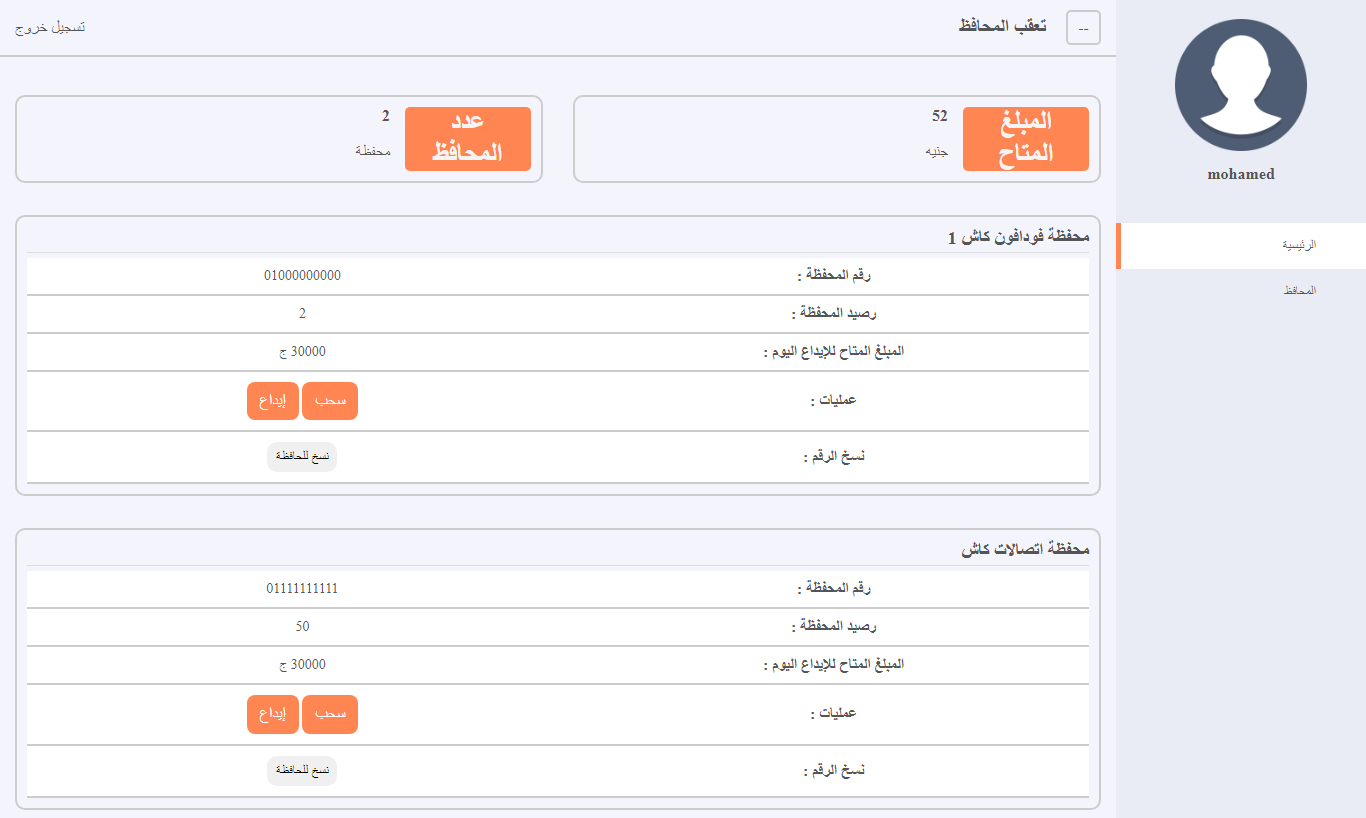 mohamed
الرئيسية
المحافظ
--
تعقب المحافظ
تسجيل خروج
المبلغ
المتاح
52
جنيه
عدد
المحافظ
2
محفظة
محفظة فودافون كاش 1
رقم المحفظة : 01000000000
رصيد المحفظة : 2
المبلغ المتاح للإيداع اليوم : 30000 ج
عمليات : سحب إيداع
نسخ الرقم : نسخ للحافظة
محفظة اتصالات كاش
رقم المحفظة : 01111111111
رصيد المحفظة : 50
المبلغ المتاح للإيداع اليوم : 30000 ج
عمليات : سحب إيداع
نسخ الرقم : نسخ للحافظة